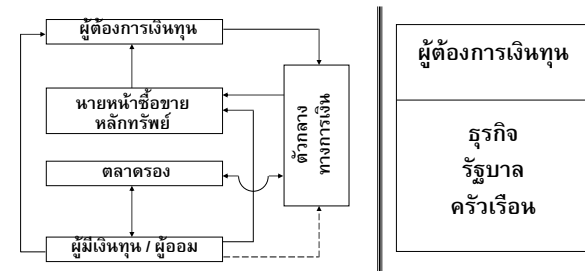 ผู้ต้องการเงินทุน
นายหน้าซื้อขาย
หลักทรัพย์
ตลาดรอง
ผู้มีเงินทุน / ผู้ออม
ตัวกลาง
ทางการเงิน
ผู้ต้องการเงินทุน
ธุรกิจ
รัฐบาล
ครัวเรือน